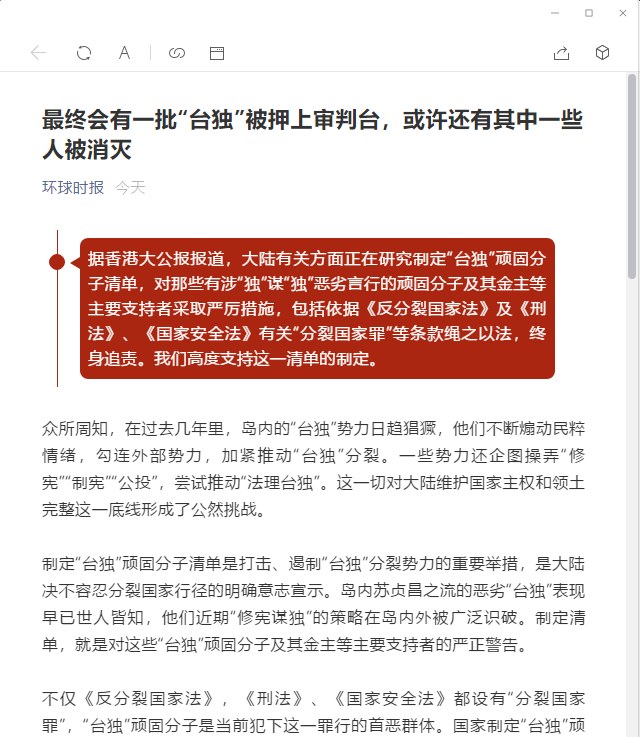 最终会有一批“台独”被押上审判台，或许还有其中一些
人被消灭
环球时报 今天
据香港大公报报道，大陆有关方面正在研究制定“台独”顽固分
子清单，对那些有涉“独”谋“独”恶劣言行的顽固分子及其金主等
主要支持者采取严厉措施，包括依据《反分裂国家法》及《刑
法》、《国家安全法》有关“分裂国家罪”等条款绳之以法，终
身追责。我们高度支持这一清单的制定。
众所周知，在过去几年里，岛内的“台独”势力日趋猖獗，他们不断煽动民粹
情绪，勾连外部势力，加紧推动“台独”分裂。一些势力还企图操弄“修
宪”“制宪”“公投”，尝试推动“法理台独”。这一切对大陆维护国家主权和领土
完整这一底线形成了公然挑战。
制定“台独”顽固分子清单是打击、遏制“台独”分裂势力的重要举措，是大陆
决不容忍分裂国家行径的明确意志宣示。岛内苏贞昌之流的恶劣“台独”表现
早已世人皆知，他们近期“修宪谋独”的策略在岛内外被广泛识破。制定清
单，就是对这些“台独”顽固分子及其金主等主要支持者的严正警告。
不仅《反分裂国家法》，《刑法》、《国家安全法》都设有“分裂国家
罪”，“台独”顽固分子是当前犯下这一罪行的首恶群体。国家制定“台独”顽